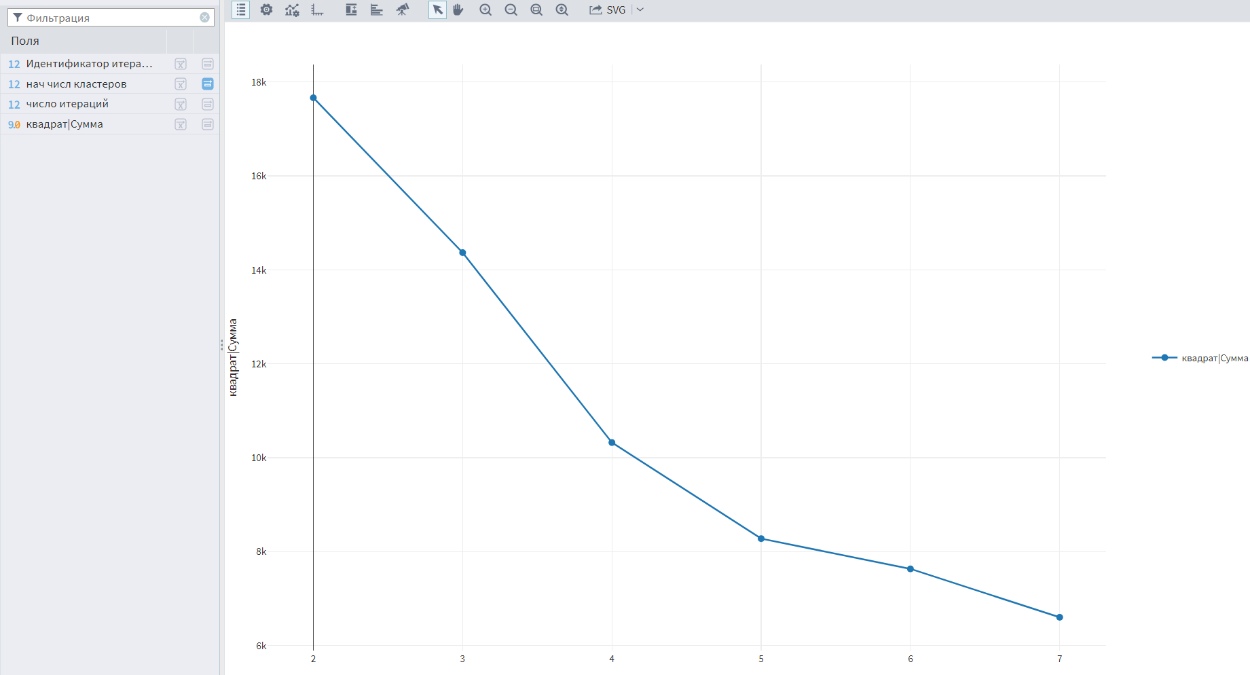 Фильтрация
SVG
Поля
12 Идентификатор итера...
12 нач числ кластеров
12 число итераций
9.0 квадрат|Сумма
18k
16k
14k
12k
10k
8k
6k
квадрат|Сумма
2 3 4 5 6 7
квадрат|Сумма